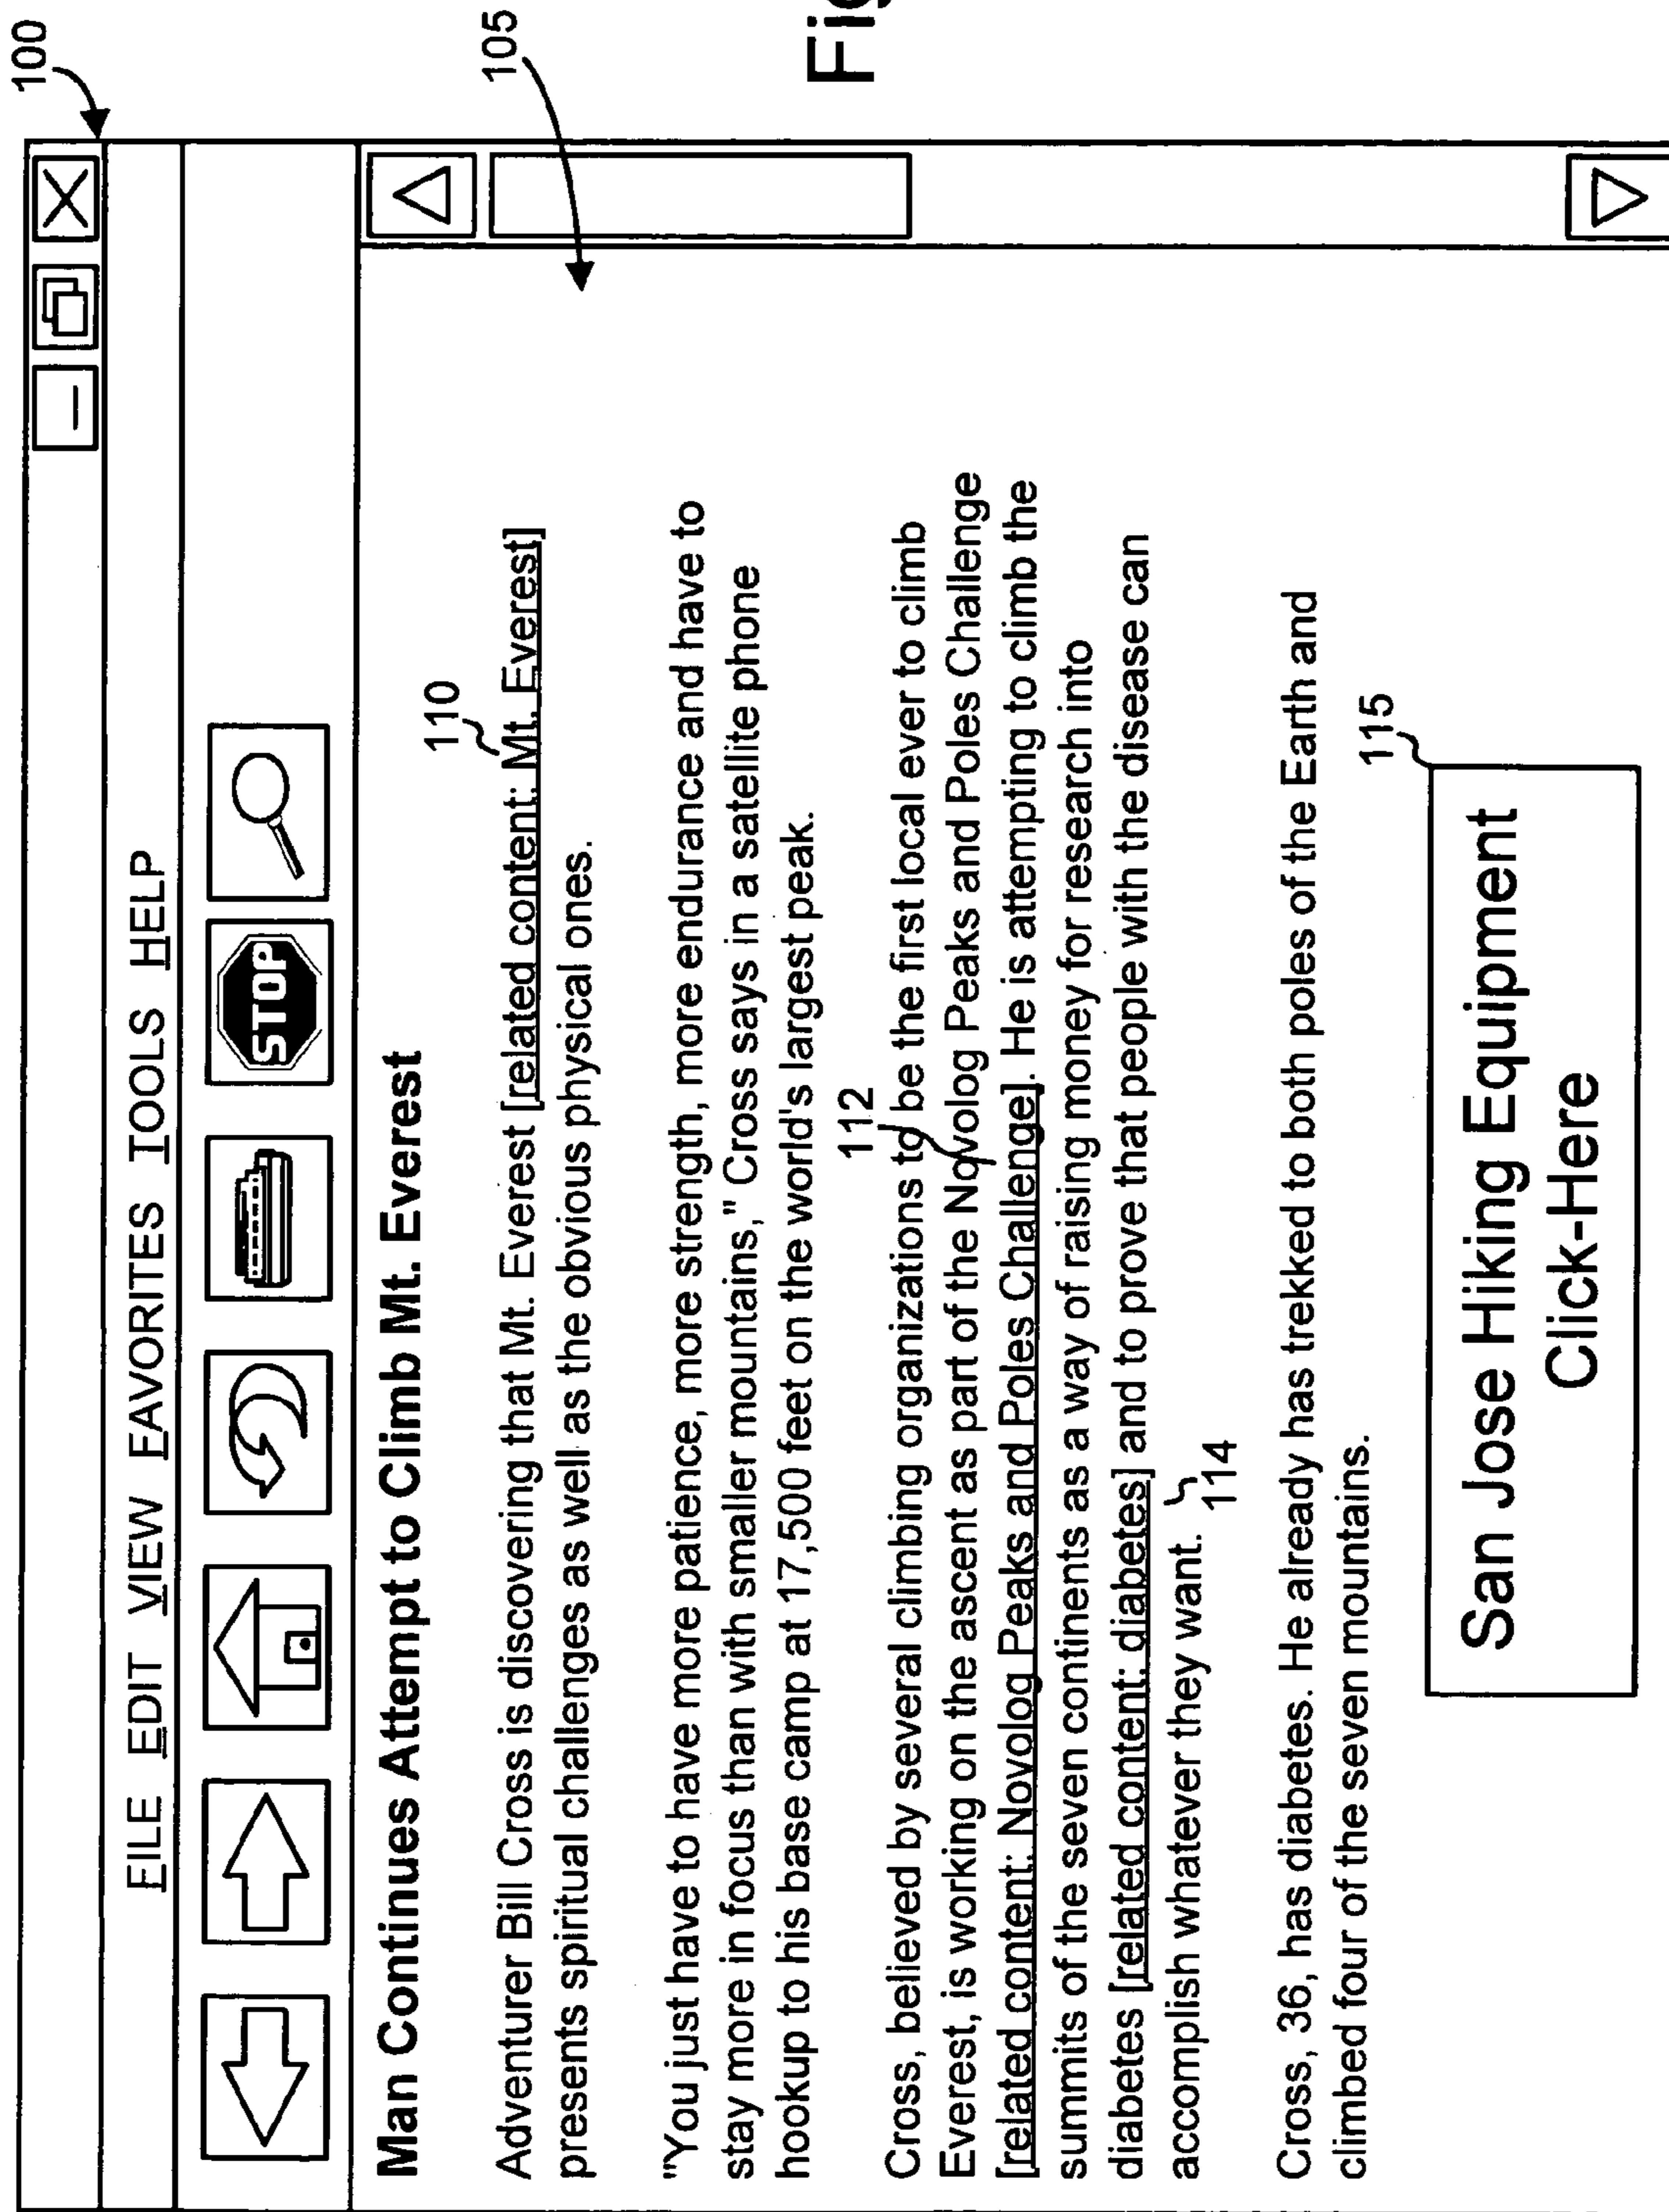 100
FILE EDIT VIEW FAVORITES TOOLS HELP
STOP
105
Man Continues Attempt to Climb Mt. Everest
110
Adventurer Bill Cross is discovering that Mt. Everest [related content: Mt. Everest]
presents spiritual challenges as well as the obvious physical ones.
"You just have to have more patience, more strength, more endurance and have to
stay more in focus than with smaller mountains," Cross says in a satellite phone
hookup to his base camp at 17,500 feet on the world's largest peak.
112
Cross, believed by several climbing organizations to be the first local ever to climb
Everest, is working on the ascent as part of the Novolog Peaks and Poles Challenge
[related content: Novolog Peaks and Poles Challenge]. He is attempting to climb the
summits of the seven continents as a way of raising money for research into
diabetes [related content: diabetes] and to prove that people with the disease can
accomplish whatever they want.
114
Cross, 36, has diabetes. He already has trekked to both poles of the Earth and
climbed four of the seven mountains.
115
San Jose Hiking Equipment
Click-Here